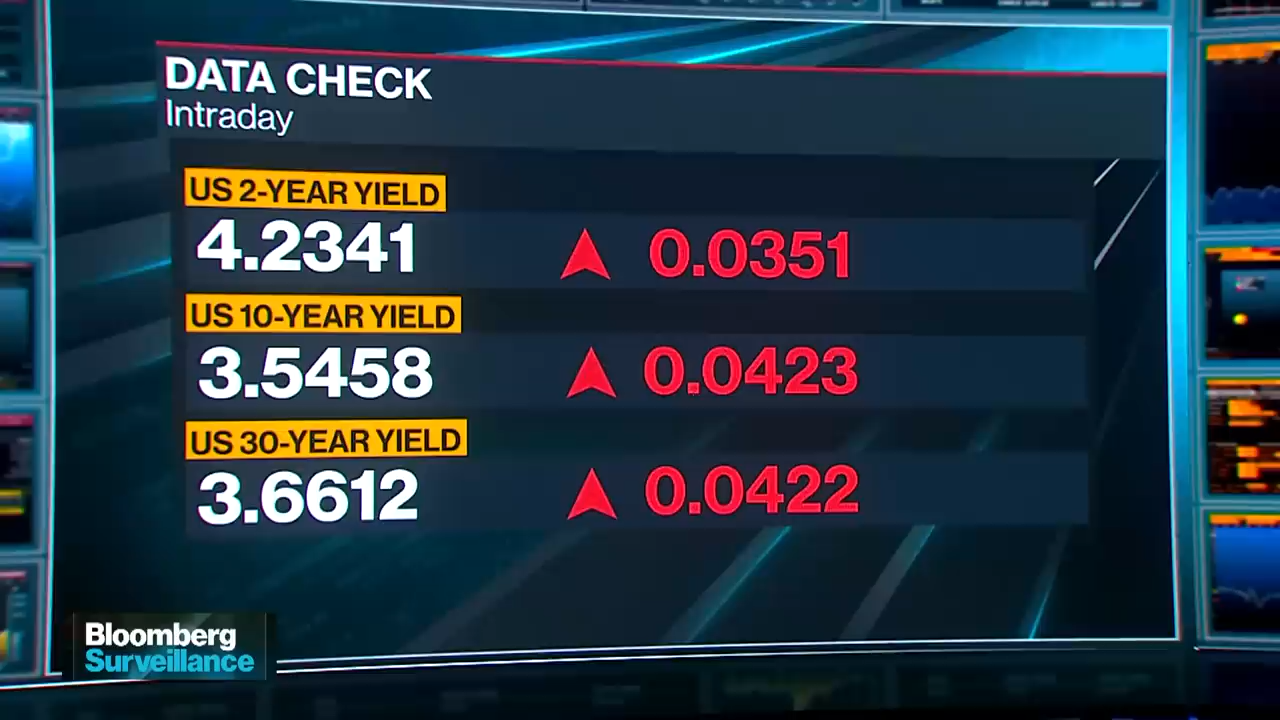 DATA CHECK
Intraday
US 2-YEAR YIELD
4.2341 ▲ 0.0351
US 10-YEAR YIELD
3.5458 ▲ 0.0423
US 30-YEAR YIELD
3.6612 ▲ 0.0422
Bloomberg
Surveillance